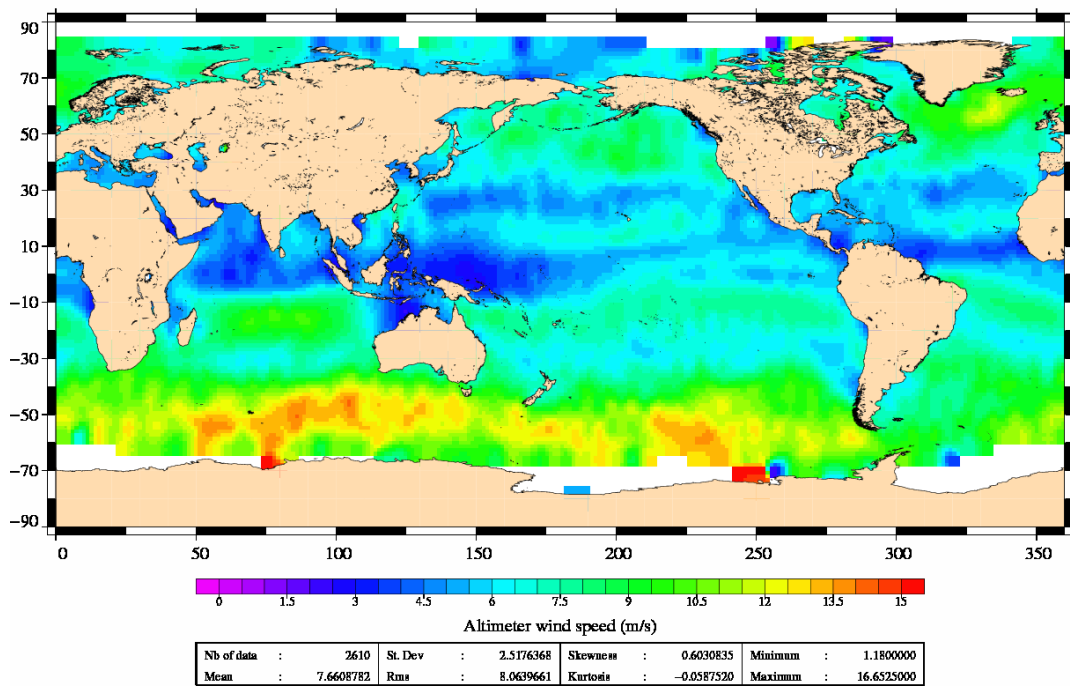 90
70
50
30
10
−10
−30
−50
−70
−90
0 50 100 150 200 250 300 350
0 1.5 3 4.5 6 7.5 9 10.5 12 13.5 15
Altimeter wind speed (m/s)
Nb of data : 2610 St. Dev : 2.5176368 Skewness : 0.6030835 Minimum : 1.1800000
Mean : 7.6608782 Rms : 8.0639661 Kurtosis : −0.0587520 Maximum : 16.6525000